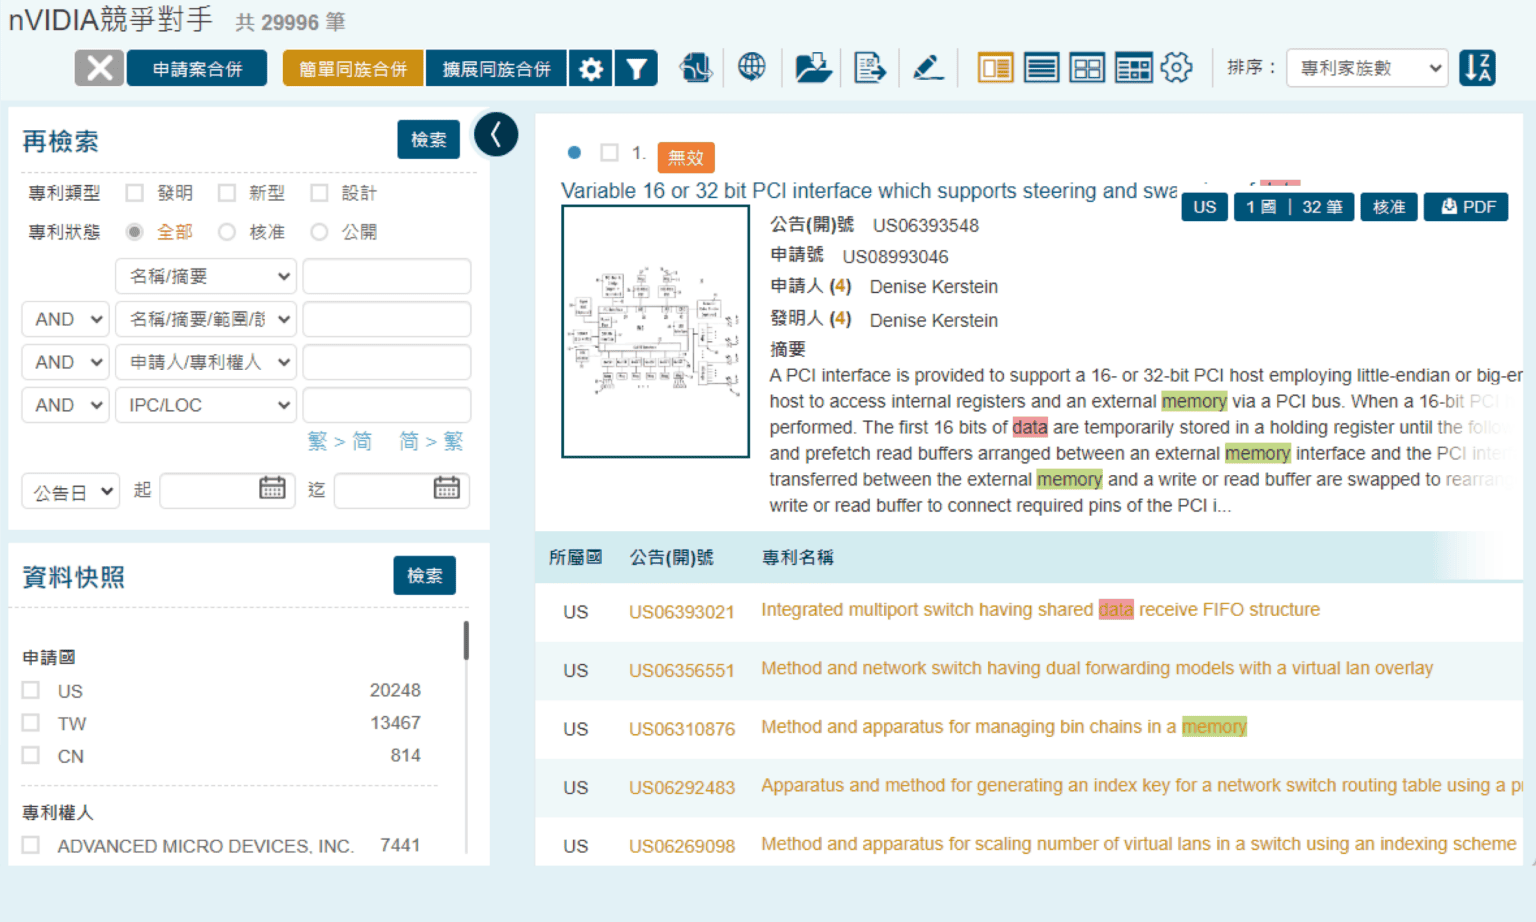 nVIDIA競爭對手 共 29996 筆
申請案合併 簡單同族合併 擴展同族合併 排序： 專利家族數
再檢索 檢索
專利類型 發明 新型 設計
專利狀態 全部 核准 公開
名稱/摘要
AND 名稱/摘要/範圍/
AND 申請人/專利權人
AND IPC/LOC
繁 > 简 简 > 繁
公告日 起 迄
資料快照 檢索
申請國
US 20248
TW 13467
CN 814
專利權人
ADVANCED MICRO DEVICES, INC. 7441
1. 無效
Variable 16 or 32 bit PCI interface which supports steering and swa
US 1 國 | 32 筆 核准 PDF
公告(開)號 US06393548
申請號 US08993046
申請人 (4) Denise Kerstein
發明人 (4) Denise Kerstein
摘要
A PCI interface is provided to support a 16- or 32-bit PCI host employing little-endian or big-er
host to access internal registers and an external memory via a PCI bus. When a 16-bit PCI
performed. The first 16 bits of data are temporarily stored in a holding register until the follow
and prefetch read buffers arranged between an external memory interface and the PCI inte
transferred between the external memory and a write or read buffer are swapped to rearran
write or read buffer to connect required pins of the PCI i...
所屬國 公告(開)號 專利名稱
US US06393021 Integrated multiport switch having shared data receive FIFO structure
US US06356551 Method and network switch having dual forwarding models with a virtual lan overlay
US US06310876 Method and apparatus for managing bin chains in a memory
US US06292483 Apparatus and method for generating an index key for a network switch routing table using a p
US US06269098 Method and apparatus for scaling number of virtual lans in a switch using an indexing scheme